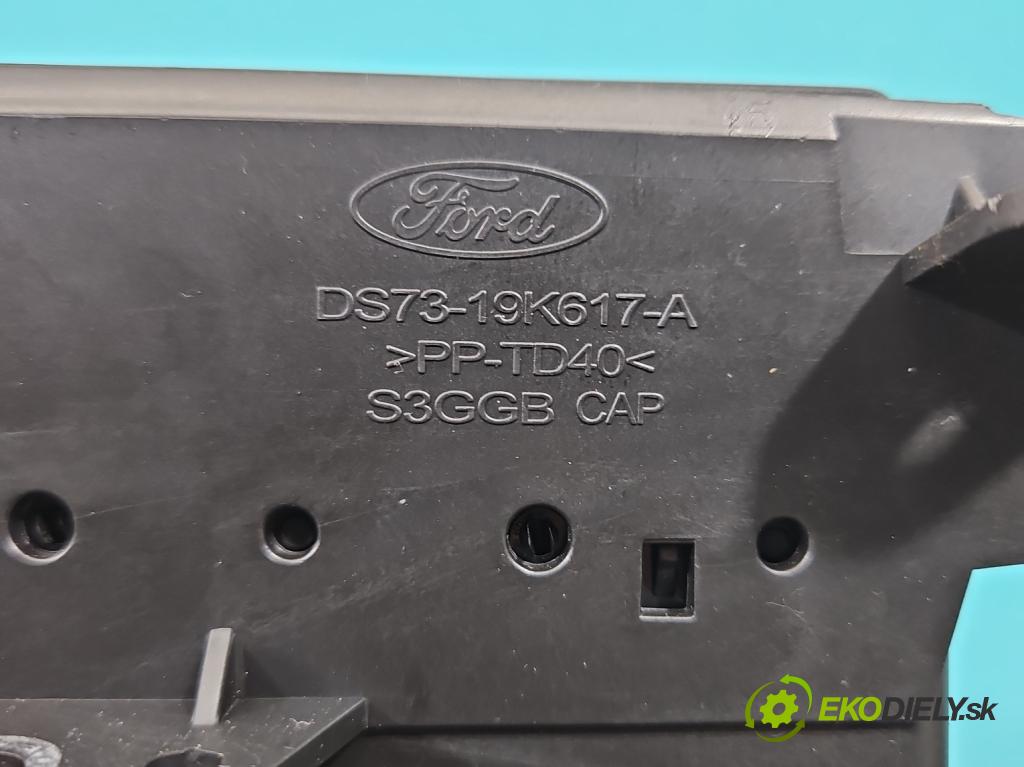 Ford
DS73-19K617-A
>PP-TD40<
S3GGB CAP
EKODIELY.sk